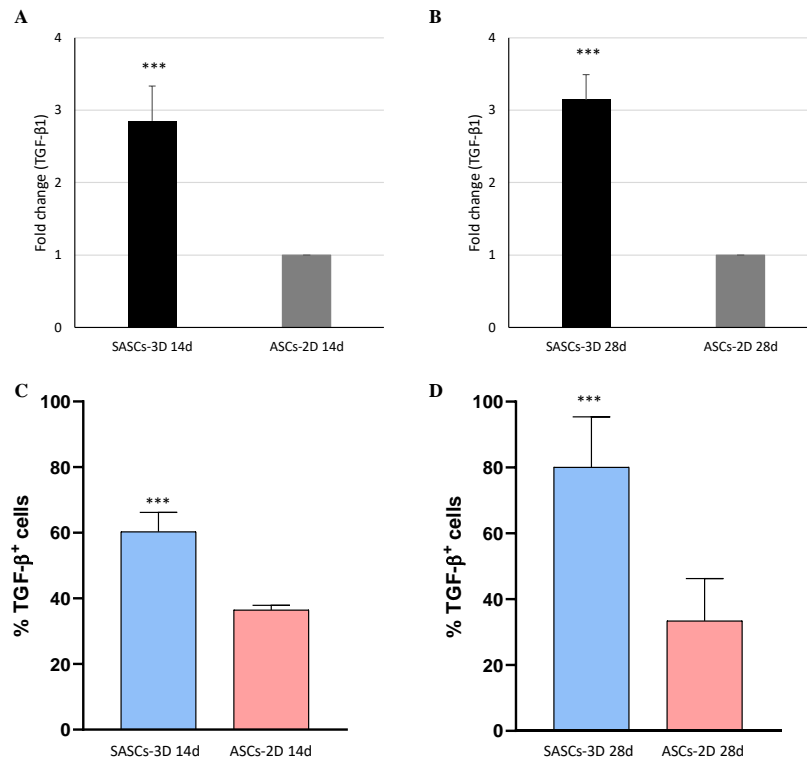 A
B
4
***
3
2
1
0
Fold change (TGF-β1)
SASCs-3D 14d ASCs-2D 14d
4
***
3
2
1
0
Fold change (TGF-β1)
SASCs-3D 28d ASCs-2D 28d
C
D
100
80
60
40
20
0
% TGF-β⁺ cells
***
SASCs-3D 14d ASCs-2D 14d
100
80
60
40
20
0
% TGF-β⁺ cells
***
SASCs-3D 28d ASCs-2D 28d